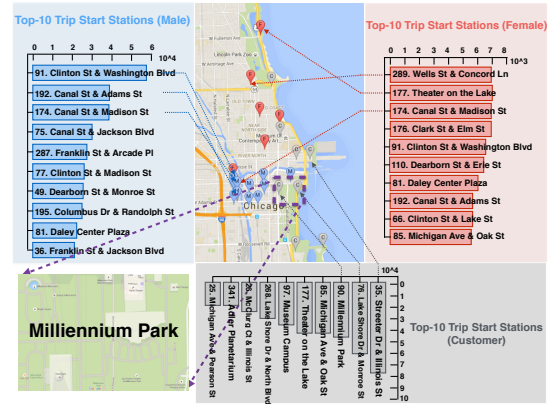 Top-10 Trip Start Stations (Male)
0 1 2 3 4 5 6
10^4
91. Clinton St & Washington Blvd
192. Canal St & Adams St
174. Canal St & Madison St
75. Canal St & Jackson Blvd
287. Franklin St & Arcade Pl
77. Clinton St & Madison St
49. Dearborn St & Monroe St
195. Columbus Dr & Randolph St
81. Daley Center Plaza
36. Franklin St & Jackson Blvd
Lincoln Park Zoo
OLD TOWN
RIVER NORTH
Chicago
Top-10 Trip Start Stations (Female)
0 1 2 3 4 5 6 7 8
10^3
289. Wells St & Concord Ln
177. Theater on the Lake
174. Canal St & Madison St
176. Clark St & Elm St
91. Clinton St & Washington Blvd
110. Dearborn St & Erie St
81. Daley Center Plaza
192. Canal St & Adams St
66. Clinton St & Lake St
85. Michigan Ave & Oak St
Millennium Park
10^4
0 1 2 3 4 5 6 7 8 9 10
35. Streeter Dr & Illinois St
76. Lake Shore Dr & Monroe St
90. Millennium Park
85. Michigan Ave & Oak St
177. Theater on the Lake
97. Museum Campus
268. Lake Shore Dr & North Blvd
26. McClurg Ct & Illinois St
341. Adler Planetarium
25. Michigan Ave & Pearson St
Top-10 Trip Start Stations
(Customer)